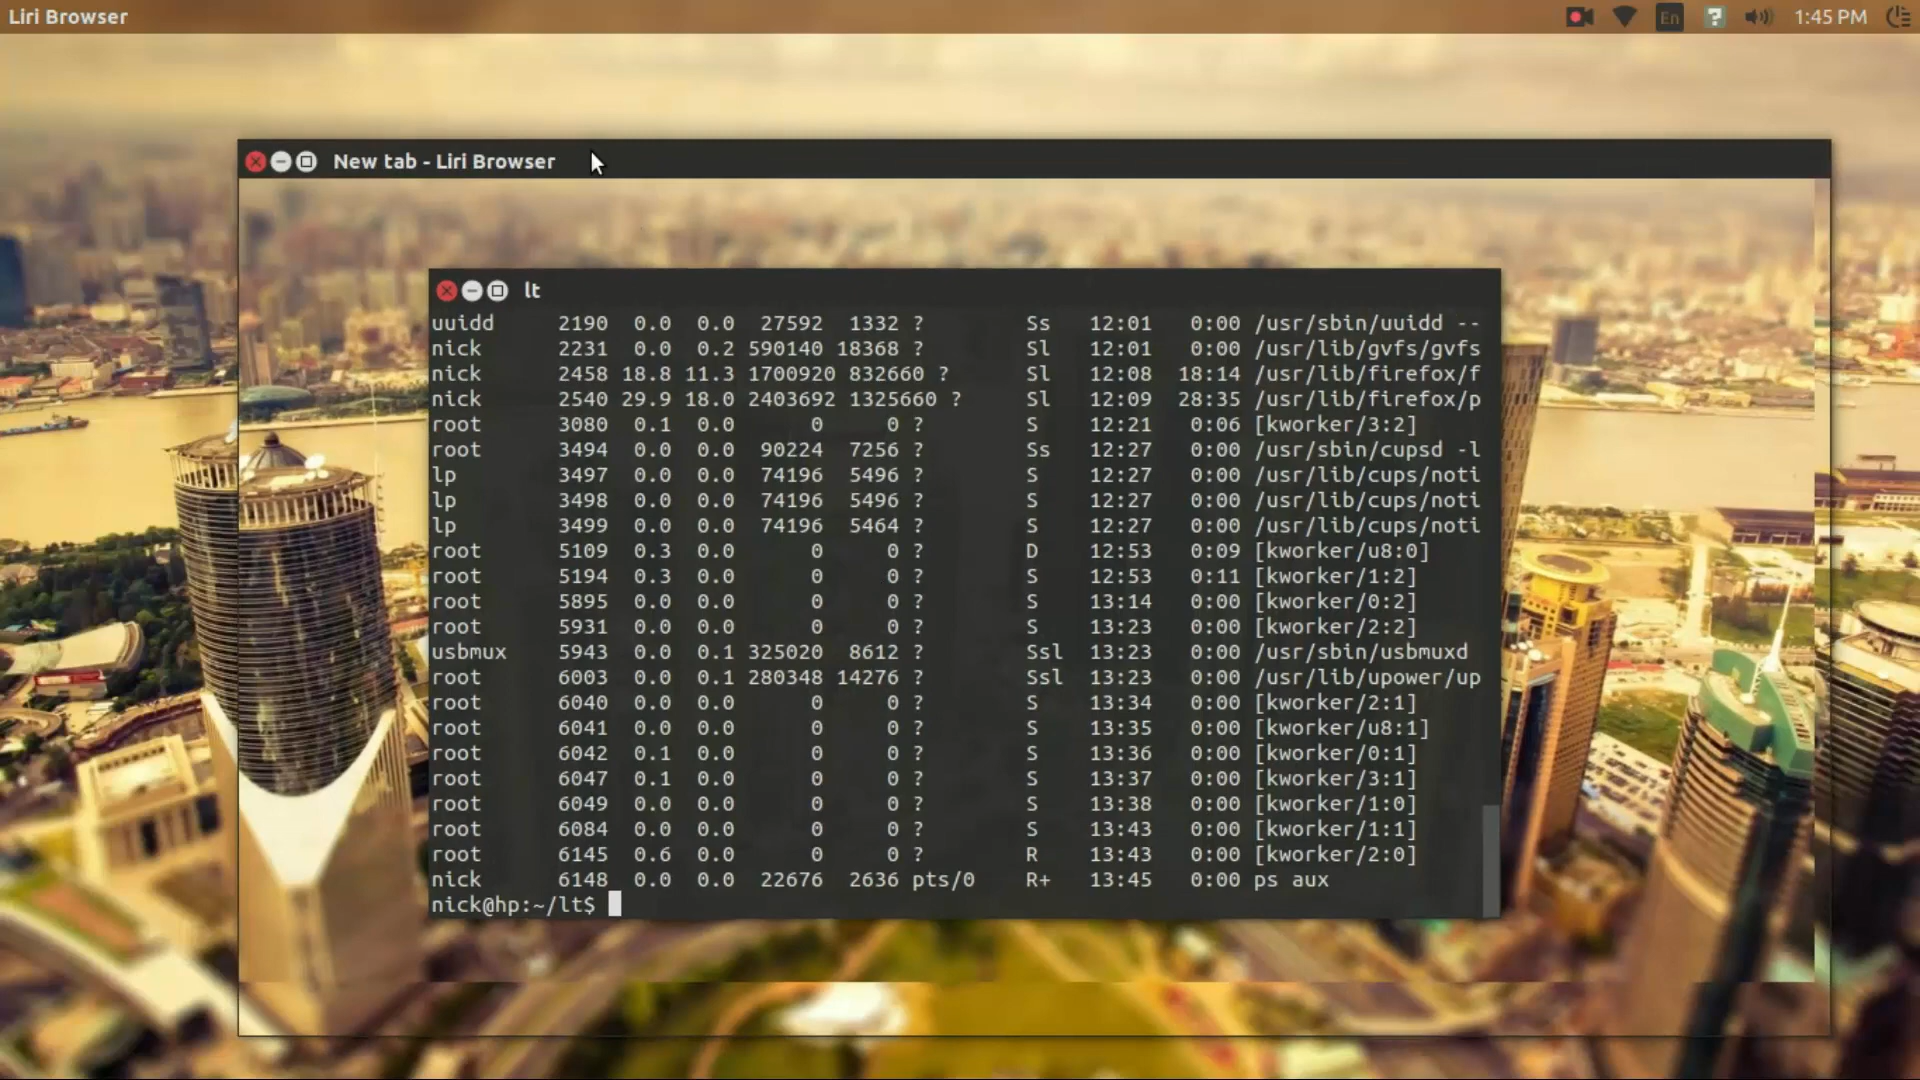 Liri Browser
En
?
1:45 PM
New tab - Liri Browser
lt
uuidd 2190 0.0 0.0 27592 1332 ? Ss 12:01 0:00 /usr/sbin/uuidd --
nick 2231 0.0 0.2 590140 18368 ? Sl 12:01 0:00 /usr/lib/gvfs/gvfs
nick 2458 18.8 11.3 1700920 832660 ? Sl 12:08 18:14 /usr/lib/firefox/f
nick 2540 29.9 18.0 2403692 1325660 ? Sl 12:09 28:35 /usr/lib/firefox/p
root 3080 0.1 0.0 0 0 ? S 12:21 0:06 [kworker/3:2]
root 3494 0.0 0.0 90224 7256 ? Ss 12:27 0:00 /usr/sbin/cupsd -l
lp 3497 0.0 0.0 74196 5496 ? S 12:27 0:00 /usr/lib/cups/noti
lp 3498 0.0 0.0 74196 5496 ? S 12:27 0:00 /usr/lib/cups/noti
lp 3499 0.0 0.0 74196 5464 ? S 12:27 0:00 /usr/lib/cups/noti
root 5109 0.3 0.0 0 0 ? D 12:53 0:09 [kworker/u8:0]
root 5194 0.3 0.0 0 0 ? S 12:53 0:11 [kworker/1:2]
root 5895 0.0 0.0 0 0 ? S 13:14 0:00 [kworker/0:2]
root 5931 0.0 0.0 0 0 ? S 13:23 0:00 [kworker/2:2]
usbmux 5943 0.0 0.1 325020 8612 ? Ssl 13:23 0:00 /usr/sbin/usbmuxd
root 6003 0.0 0.1 280348 14276 ? Ssl 13:23 0:00 /usr/lib/upower/up
root 6040 0.0 0.0 0 0 ? S 13:34 0:00 [kworker/2:1]
root 6041 0.0 0.0 0 0 ? S 13:35 0:00 [kworker/u8:1]
root 6042 0.1 0.0 0 0 ? S 13:36 0:00 [kworker/0:1]
root 6047 0.1 0.0 0 0 ? S 13:37 0:00 [kworker/3:1]
root 6049 0.0 0.0 0 0 ? S 13:38 0:00 [kworker/1:0]
root 6084 0.0 0.0 0 0 ? S 13:43 0:00 [kworker/1:1]
root 6145 0.6 0.0 0 0 ? R 13:43 0:00 [kworker/2:0]
nick 6148 0.0 0.0 22676 2636 pts/0 R+ 13:45 0:00 ps aux
nick@hp:~/lt$